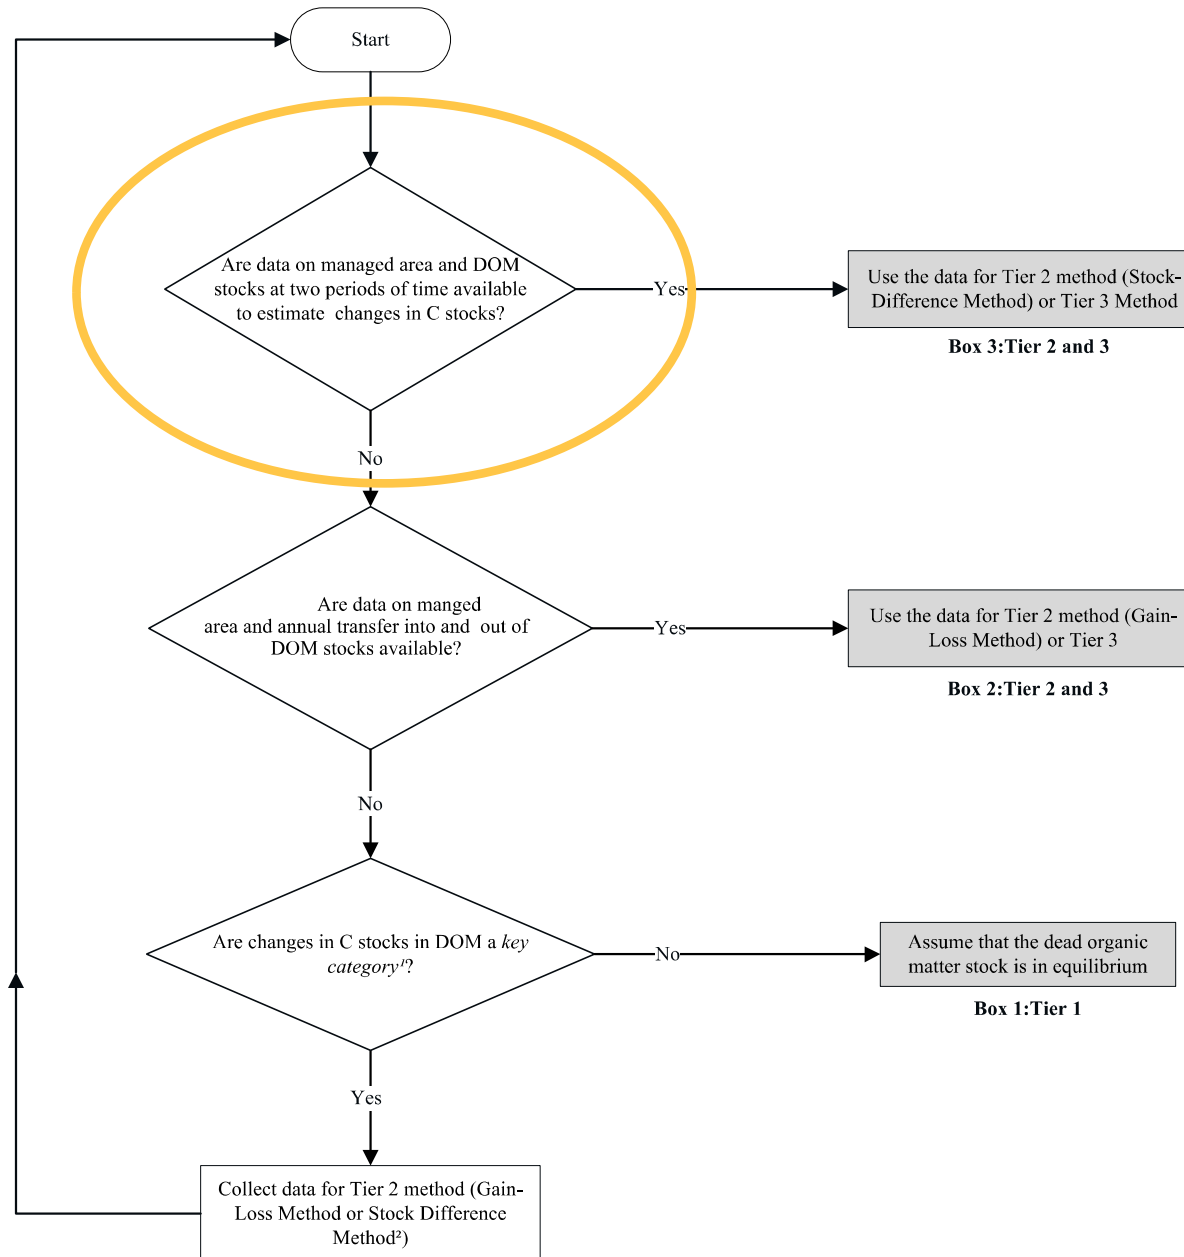 Start
Are data on managed area and DOM
stocks at two periods of time available
to estimate changes in C stocks?
Yes
Use the data for Tier 2 method (Stock-
Difference Method) or Tier 3 Method
Box 3:Tier 2 and 3
No
Are data on manged
area and annual transfer into and out of
DOM stocks available?
Yes
Use the data for Tier 2 method (Gain-
Loss Method) or Tier 3
Box 2:Tier 2 and 3
No
Are changes in C stocks in DOM a key
category¹?
No
Assume that the dead organic
matter stock is in equilibrium
Box 1:Tier 1
Yes
Collect data for Tier 2 method (Gain-
Loss Method or Stock Difference
Method²)